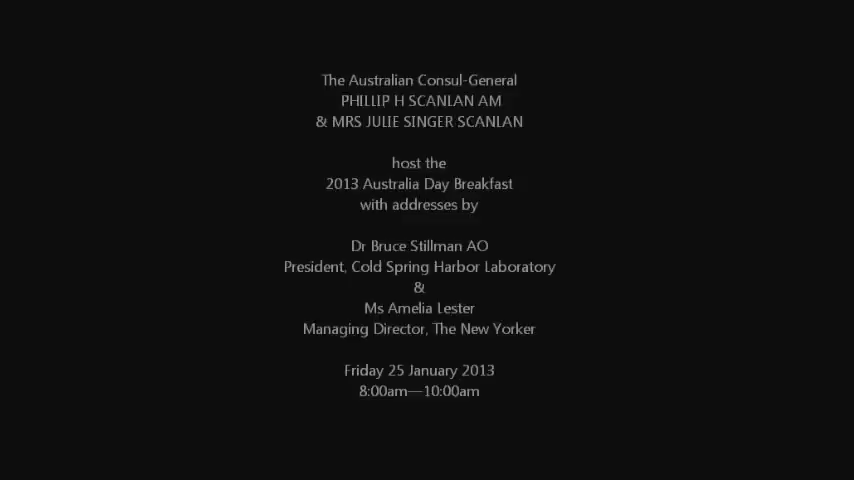 The Australian Consul-General
PHILLIP H SCANLAN AM
& MRS JULIE SINGER SCANLAN
host the
2013 Australia Day Breakfast
with addresses by
Dr Bruce Stillman AO
President, Cold Spring Harbor Laboratory
&
Ms Amelia Lester
Managing Director, The New Yorker
Friday 25 January 2013
8:00am—10:00am